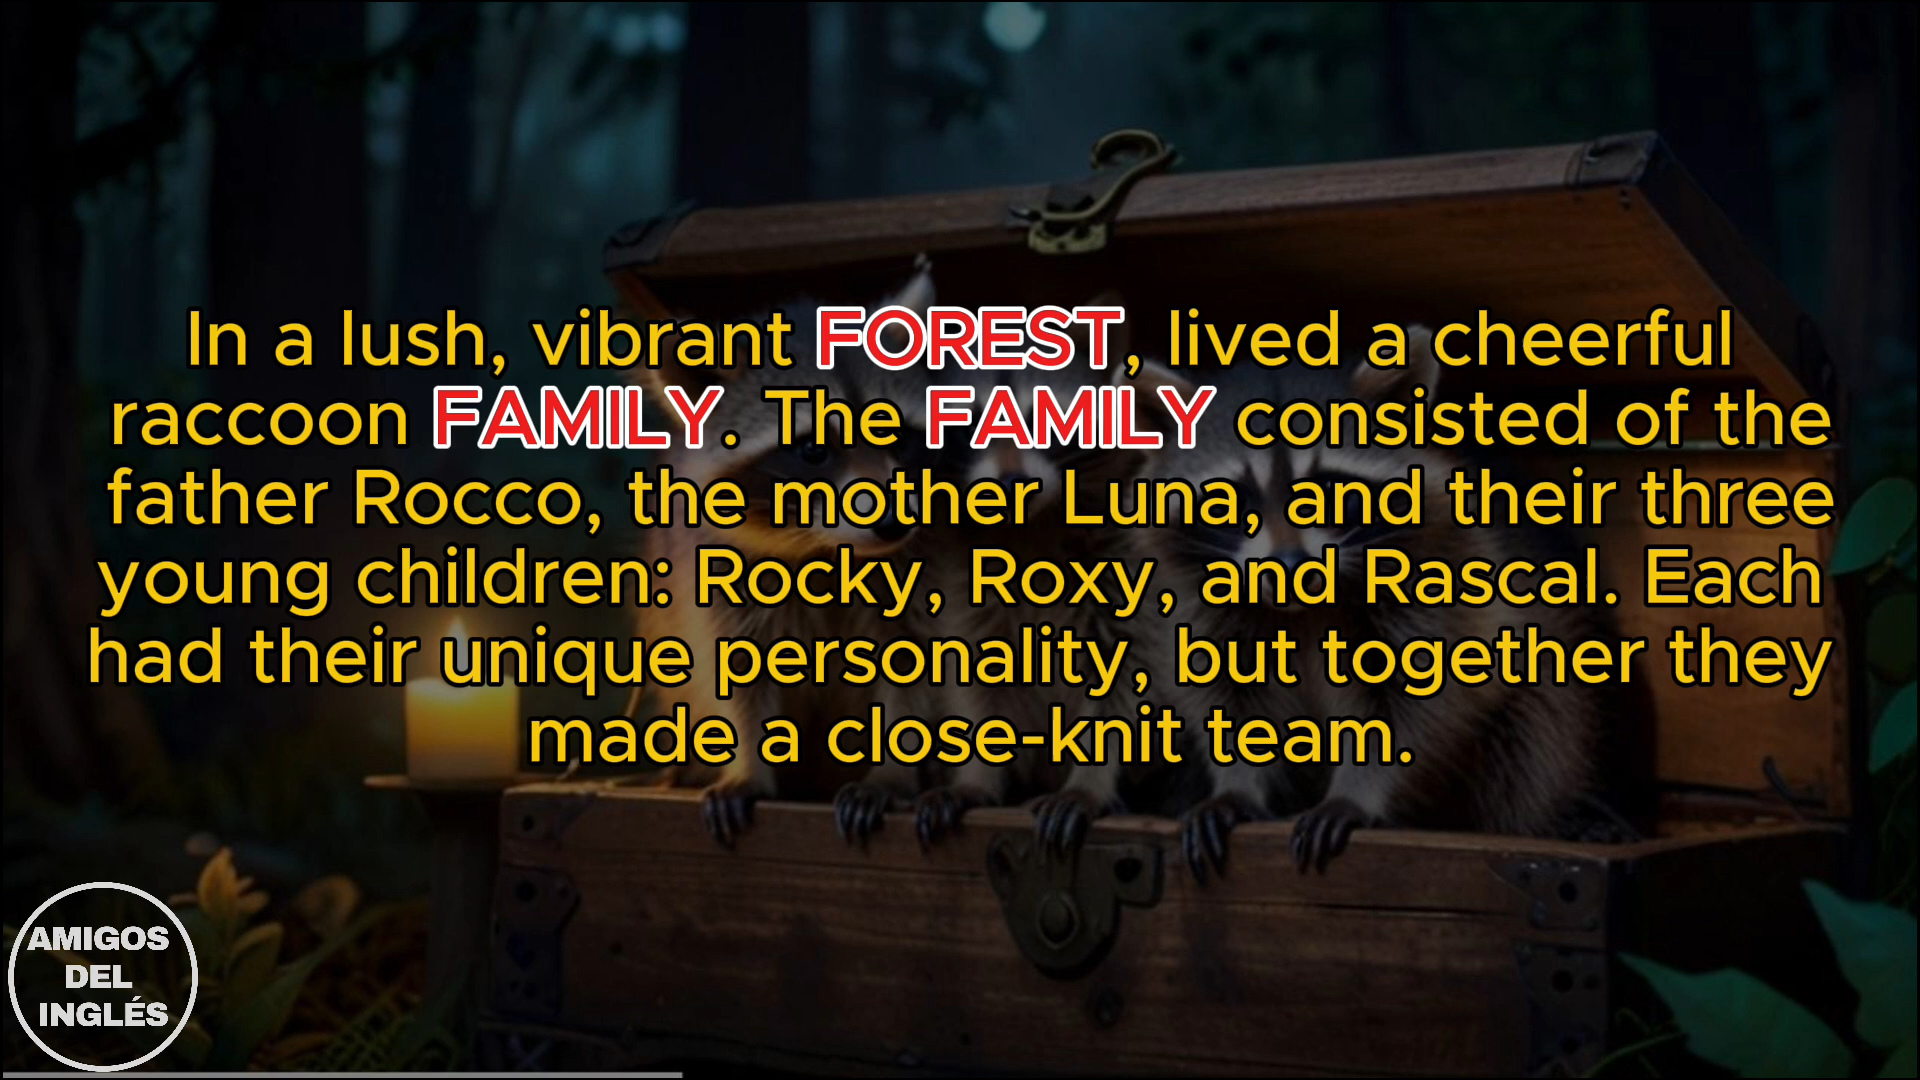 In a lush, vibrant FOREST, lived a cheerful
raccoon FAMILY. The FAMILY consisted of the
father Rocco, the mother Luna, and their three
young children: Rocky, Roxy, and Rascal. Each
had their unique personality, but together they
made a close-knit team.
AMIGOS
DEL
INGLÉS